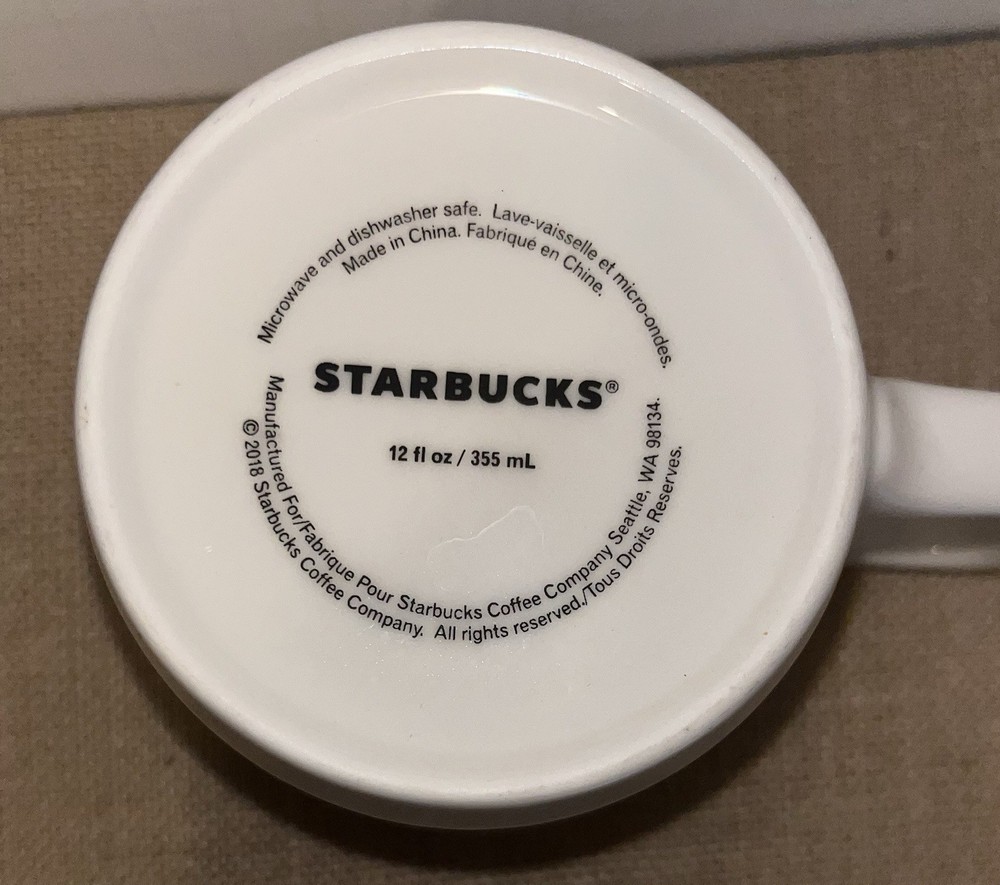 Microwave and dishwasher safe. Lave-vaisselle et micro-ondes.
Made in China. Fabriqué en Chine.
STARBUCKS®
12 fl oz / 355 mL
Manufactured For/Fabrique Pour Starbucks Coffee Company Seattle, WA 98134.
© 2018 Starbucks Coffee Company. All rights reserved./Tous Droits Reserves.